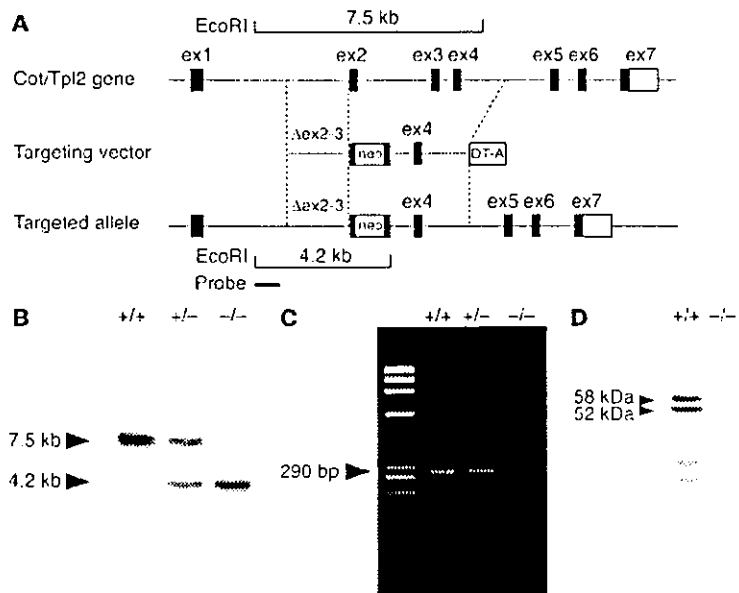 A
EcoRI 7.5 kb
ex1 ex2 ex3 ex4 ex5 ex6 ex7
Cot/Tpl2 gene
Δex2-3 ex4
Targeting vector neo DT-A
Δex2-3 ex4 ex5 ex6 ex7
Targeted allele neo
EcoRI 4.2 kb
Probe
B +/+ +/− −/−
7.5 kb
4.2 kb
C +/+ +/− −/−
290 bp
D +/+ −/−
58 kDa
52 kDa